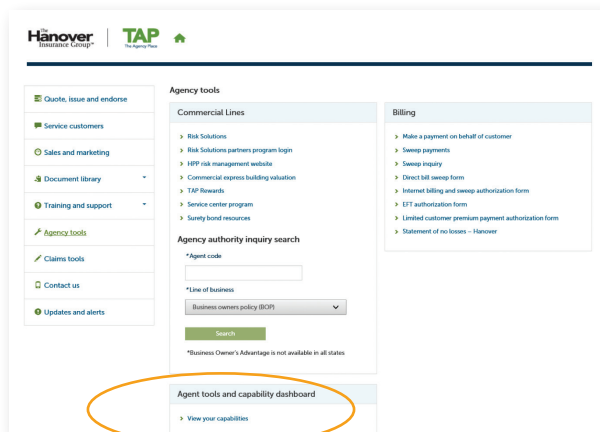 the
Hanover
Insurance Group™
TAP
The Agency Place
Quote, issue and endorse
Service customers
Sales and marketing
Document library
Training and support
Agency tools
Claims tools
Contact us
Updates and alerts
Agency tools
Commercial Lines
Risk Solutions
Risk Solutions partners program login
HPP risk management website
Commercial express building valuation
TAP Rewards
Service center program
Surety bond resources
Agency authority inquiry search
*Agent code
*Line of business
Business owners policy (BOP)
Search
*Business Owner's Advantage is not available in all states
Agent tools and capability dashboard
View your capabilities
Billing
Make a payment on behalf of customer
Sweep payments
Sweep inquiry
Direct bill sweep form
Internet billing and sweep authorization form
EFT authorization form
Limited customer premium payment authorization form
Statement of no losses – Hanover